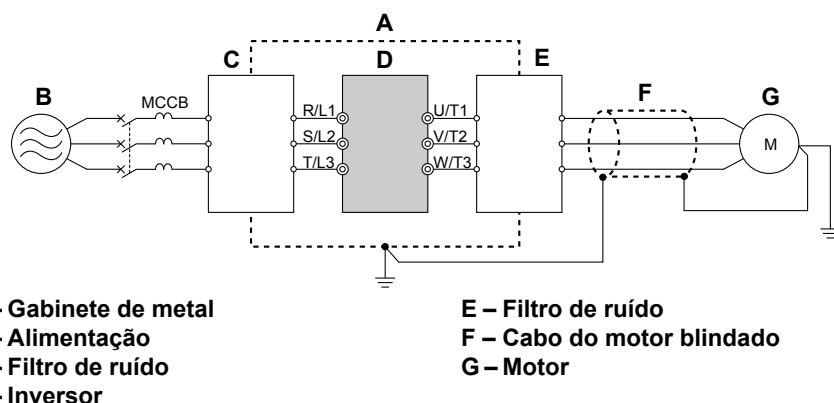 A
C
D
E
B
F
G
MCCB
R/L1
U/T1
S/L2
V/T2
M
T/L3
W/T3
– Gabinete de metal
– Alimentação
– Filtro de ruído
– Inversor
E – Filtro de ruído
F – Cabo do motor blindado
G – Motor